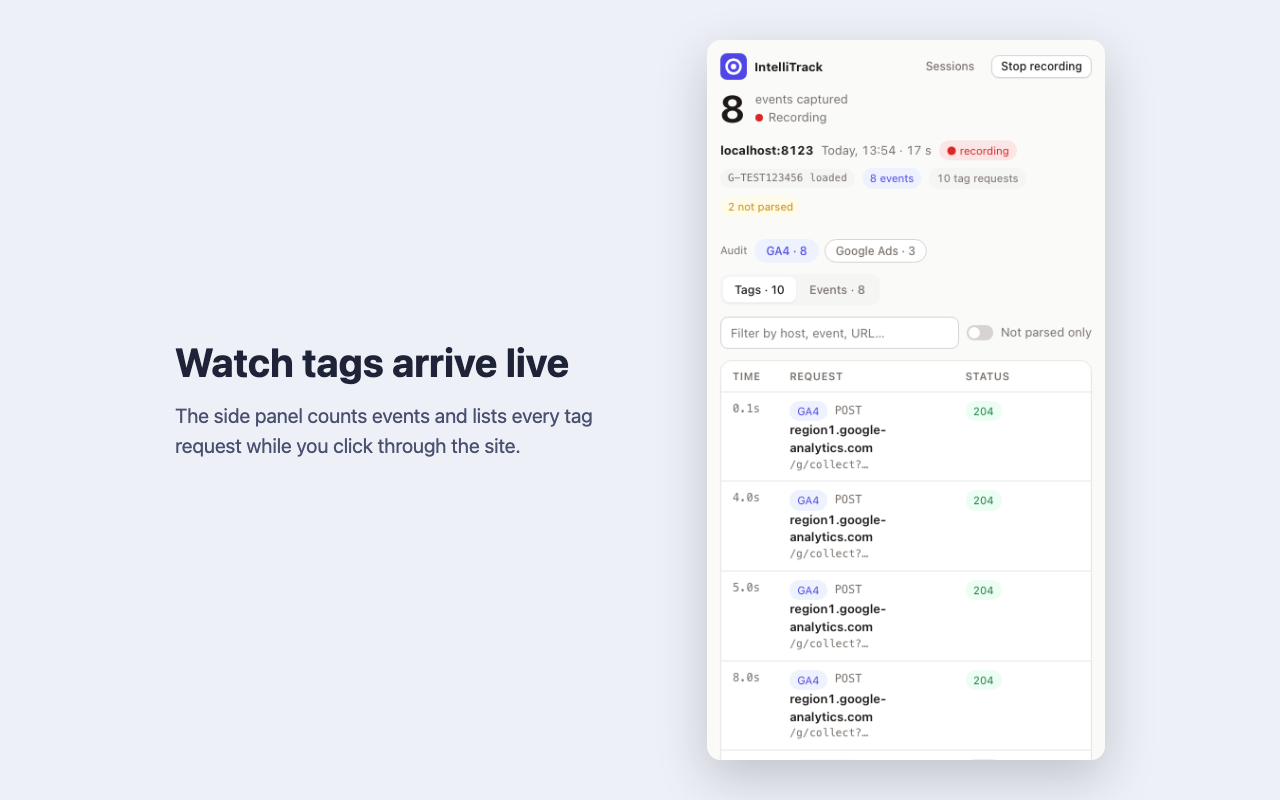 IntelliTrack
Sessions
Stop recording
8
events captured
Recording
localhost:8123 Today, 13:54 · 17 s recording
G-TEST123456 loaded 8 events 10 tag requests
2 not parsed
Audit GA4 · 8 Google Ads · 3
Tags · 10 Events · 8
Filter by host, event, URL… Not parsed only
TIME REQUEST STATUS
0.1s GA4 POST 204
region1.google-
analytics.com
/g/collect?…
4.0s GA4 POST 204
region1.google-
analytics.com
/g/collect?…
5.0s GA4 POST 204
region1.google-
analytics.com
/g/collect?…
8.0s GA4 POST 204
region1.google-
analytics.com
/g/collect?…
Watch tags arrive live
The side panel counts events and lists every tag
request while you click through the site.